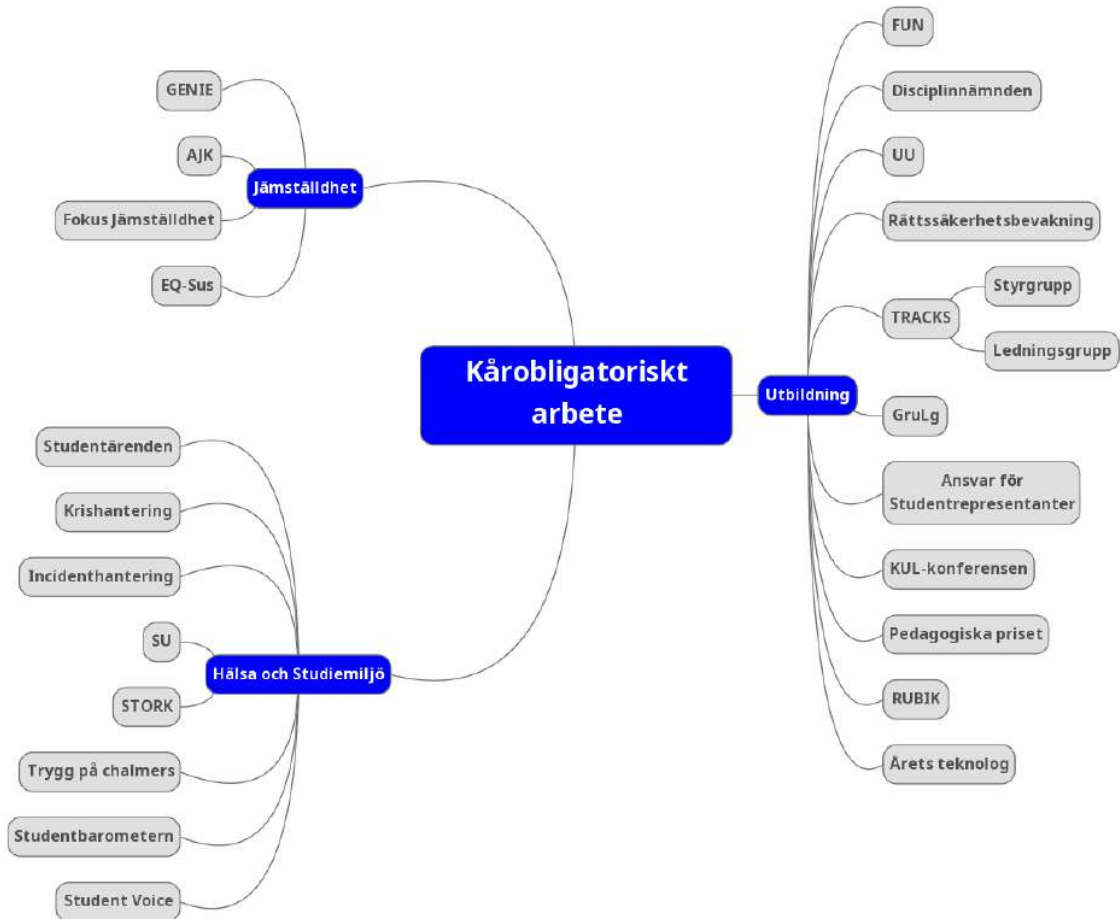 Kårobligatoriskt
arbete
Jämställdhet
GENIE
AJK
Fokus Jämställdhet
EQ-Sus
Hälsa och Studiemiljö
Studentärenden
Krishantering
Incidenthantering
SU
STORK
Trygg på chalmers
Studentbarometern
Student Voice
Utbildning
FUN
Disciplinnämnden
UU
Rättssäkerhetsbevakning
TRACKS
Styrgrupp
Ledningsgrupp
GruLg
Ansvar för
Studentrepresentanter
KUL-konferensen
Pedagogiska priset
RUBIK
Årets teknolog